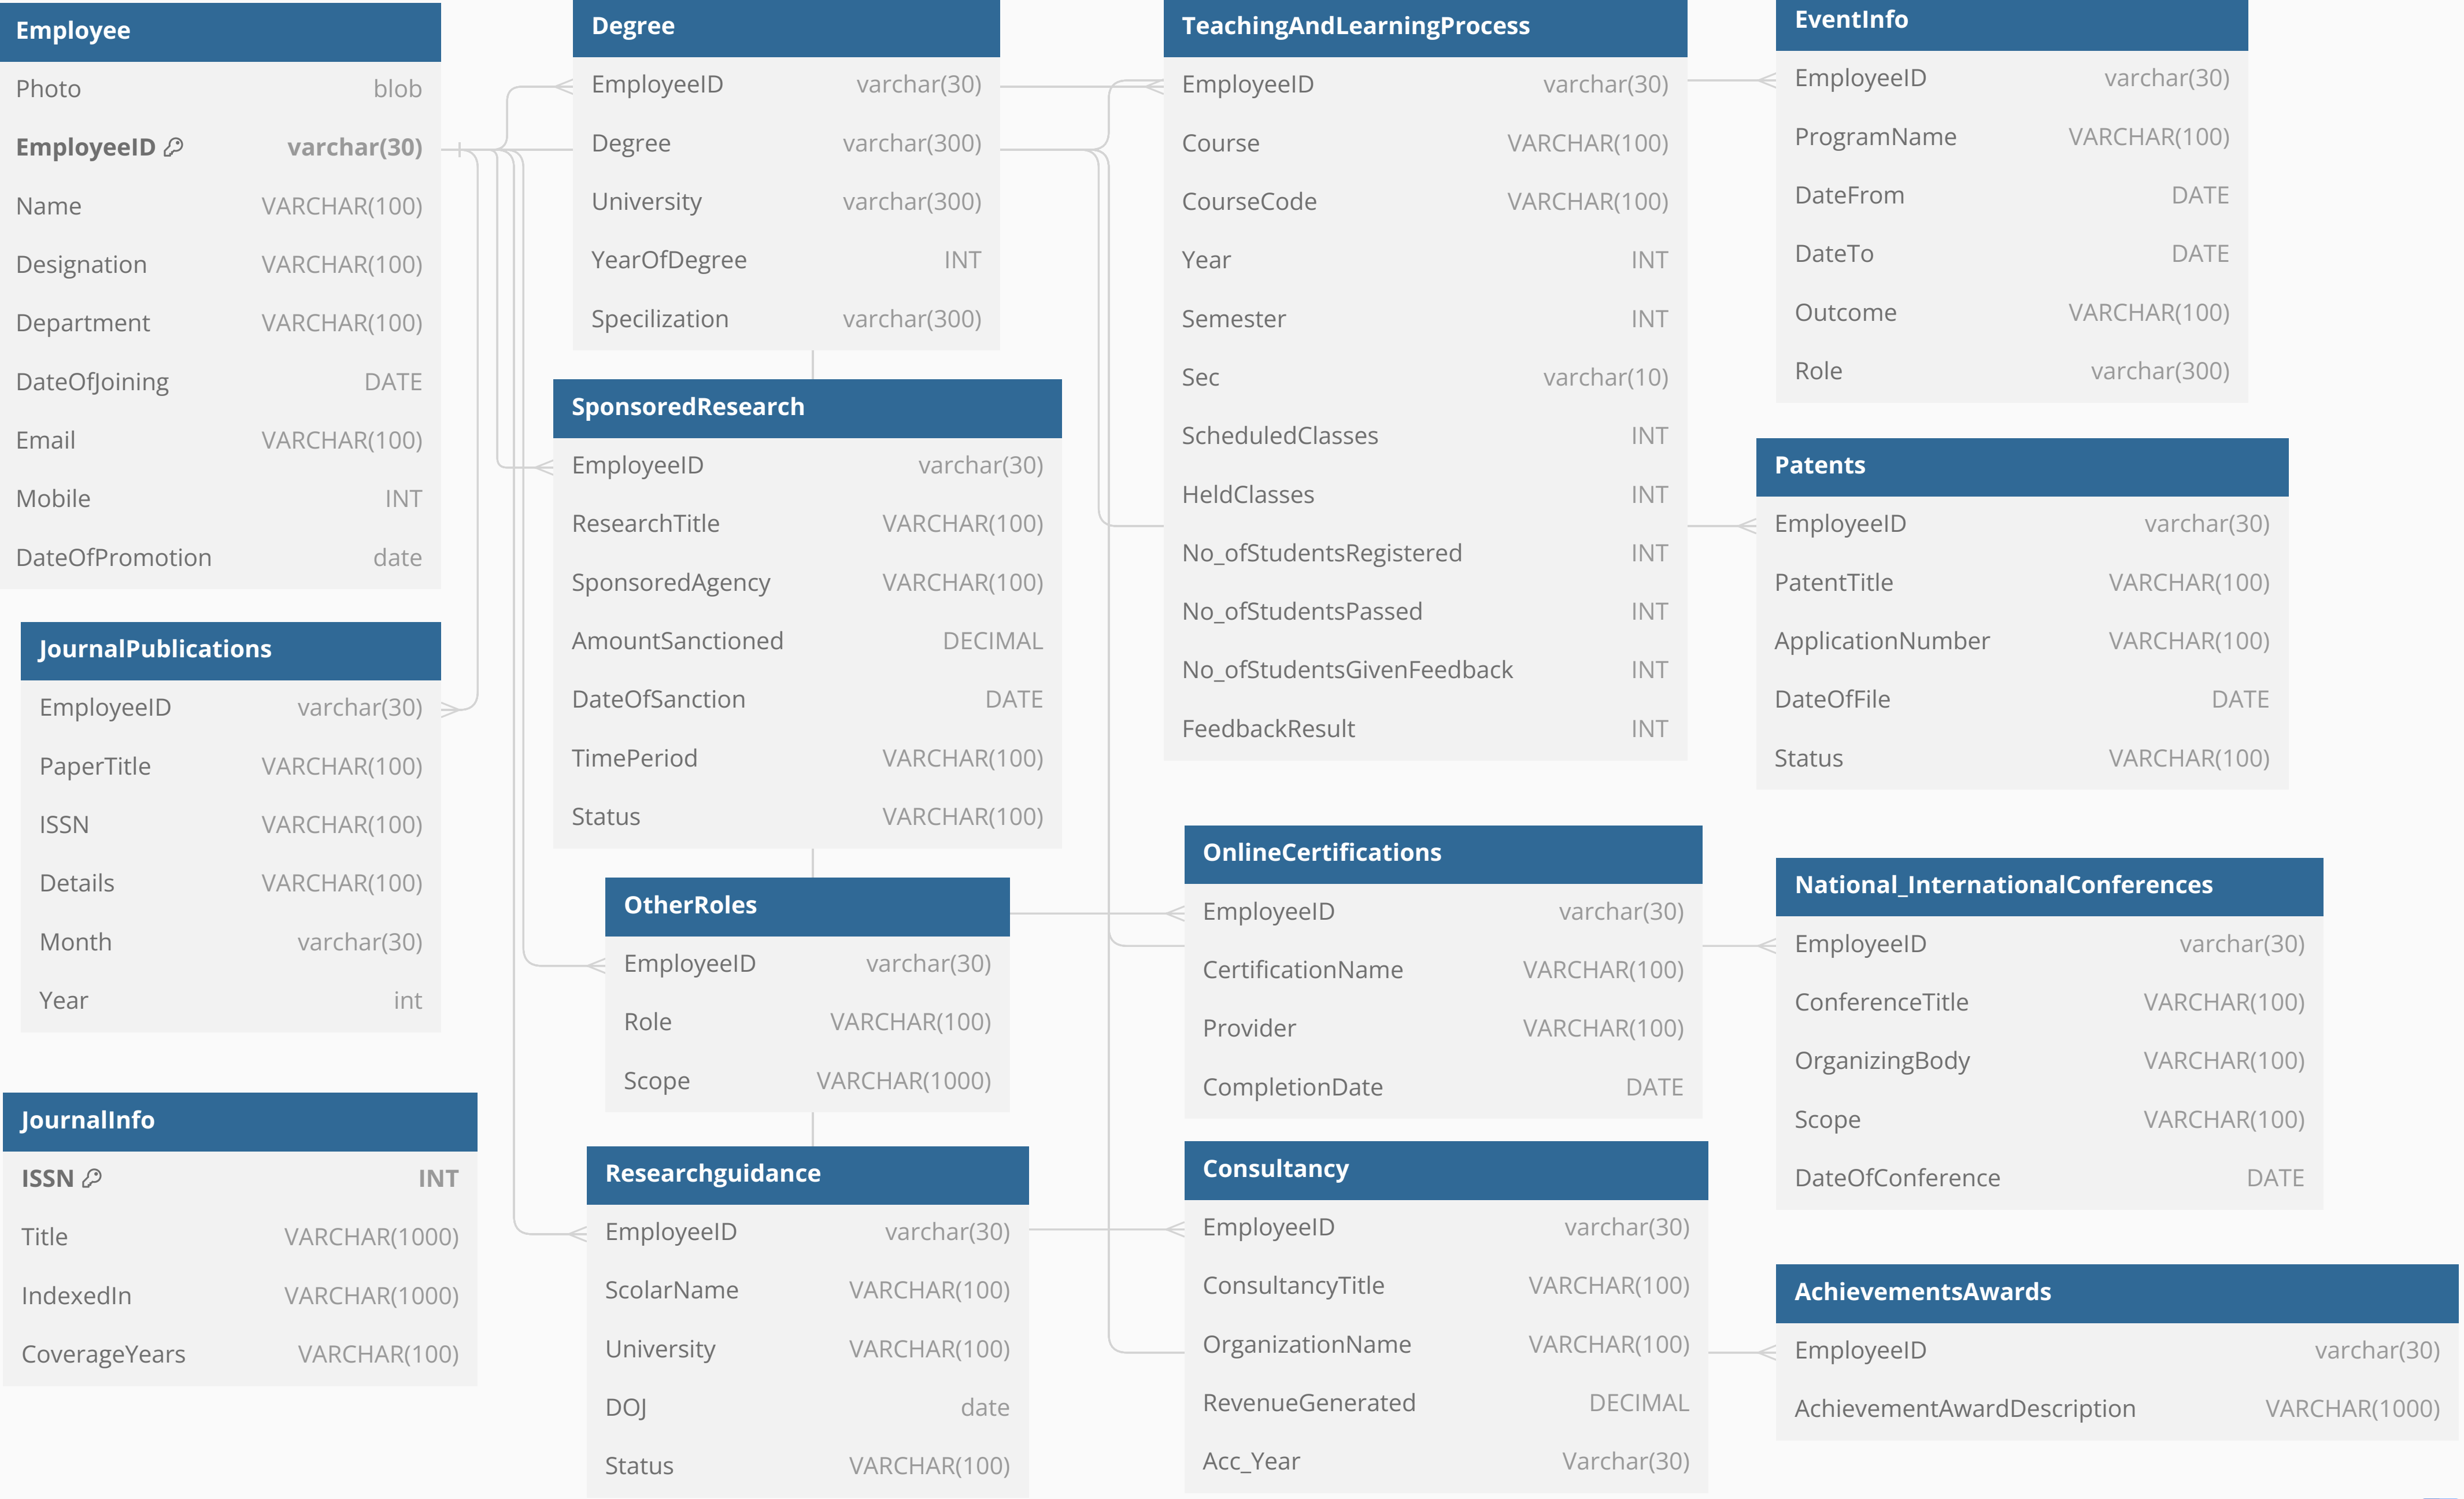 Employee
Photo blob
EmployeeID varchar(30)
Name VARCHAR(100)
Designation VARCHAR(100)
Department VARCHAR(100)
DateOfJoining DATE
Email VARCHAR(100)
Mobile INT
DateOfPromotion date
JournalPublications
EmployeeID varchar(30)
PaperTitle VARCHAR(100)
ISSN VARCHAR(100)
Details VARCHAR(100)
Month varchar(30)
Year int
JournalInfo
ISSN INT
Title VARCHAR(1000)
IndexedIn VARCHAR(1000)
CoverageYears VARCHAR(100)
Degree
EmployeeID varchar(30)
Degree varchar(300)
University varchar(300)
YearOfDegree INT
Specilization varchar(300)
SponsoredResearch
EmployeeID varchar(30)
ResearchTitle VARCHAR(100)
SponsoredAgency VARCHAR(100)
AmountSanctioned DECIMAL
DateOfSanction DATE
TimePeriod VARCHAR(100)
Status VARCHAR(100)
OtherRoles
EmployeeID varchar(30)
Role VARCHAR(100)
Scope VARCHAR(1000)
Researchguidance
EmployeeID varchar(30)
ScolarName VARCHAR(100)
University VARCHAR(100)
DOJ date
Status VARCHAR(100)
TeachingAndLearningProcess
EmployeeID varchar(30)
Course VARCHAR(100)
CourseCode VARCHAR(100)
Year INT
Semester INT
Sec varchar(10)
ScheduledClasses INT
HeldClasses INT
No_ofStudentsRegistered INT
No_ofStudentsPassed INT
No_ofStudentsGivenFeedback INT
FeedbackResult INT
OnlineCertifications
EmployeeID varchar(30)
CertificationName VARCHAR(100)
Provider VARCHAR(100)
CompletionDate DATE
Consultancy
EmployeeID varchar(30)
ConsultancyTitle VARCHAR(100)
OrganizationName VARCHAR(100)
RevenueGenerated DECIMAL
Acc_Year Varchar(30)
EventInfo
EmployeeID varchar(30)
ProgramName VARCHAR(100)
DateFrom DATE
DateTo DATE
Outcome VARCHAR(100)
Role varchar(300)
Patents
EmployeeID varchar(30)
PatentTitle VARCHAR(100)
ApplicationNumber VARCHAR(100)
DateOfFile DATE
Status VARCHAR(100)
National_InternationalConferences
EmployeeID varchar(30)
ConferenceTitle VARCHAR(100)
OrganizingBody VARCHAR(100)
Scope VARCHAR(100)
DateOfConference DATE
AchievementsAwards
EmployeeID varchar(30)
AchievementAwardDescription VARCHAR(1000)